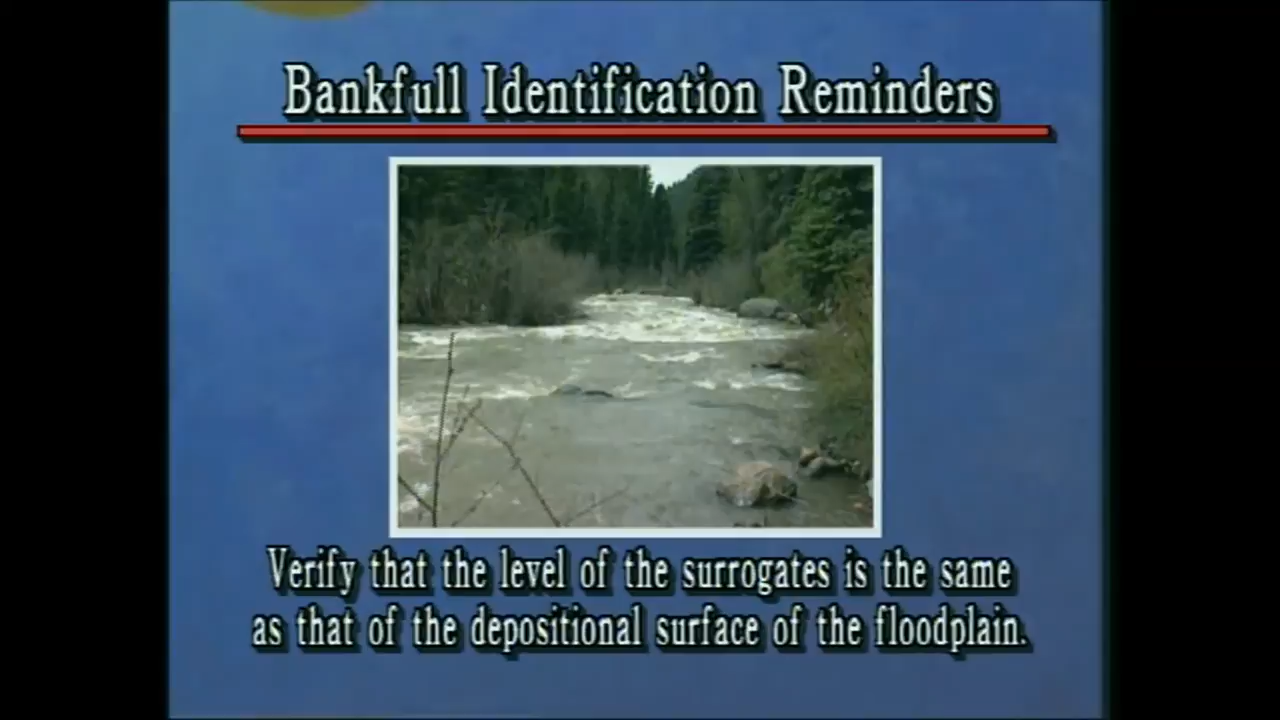 Bankfull Identification Reminders
Verify that the level of the surrogates is the same
as that of the depositional surface of the floodplain.